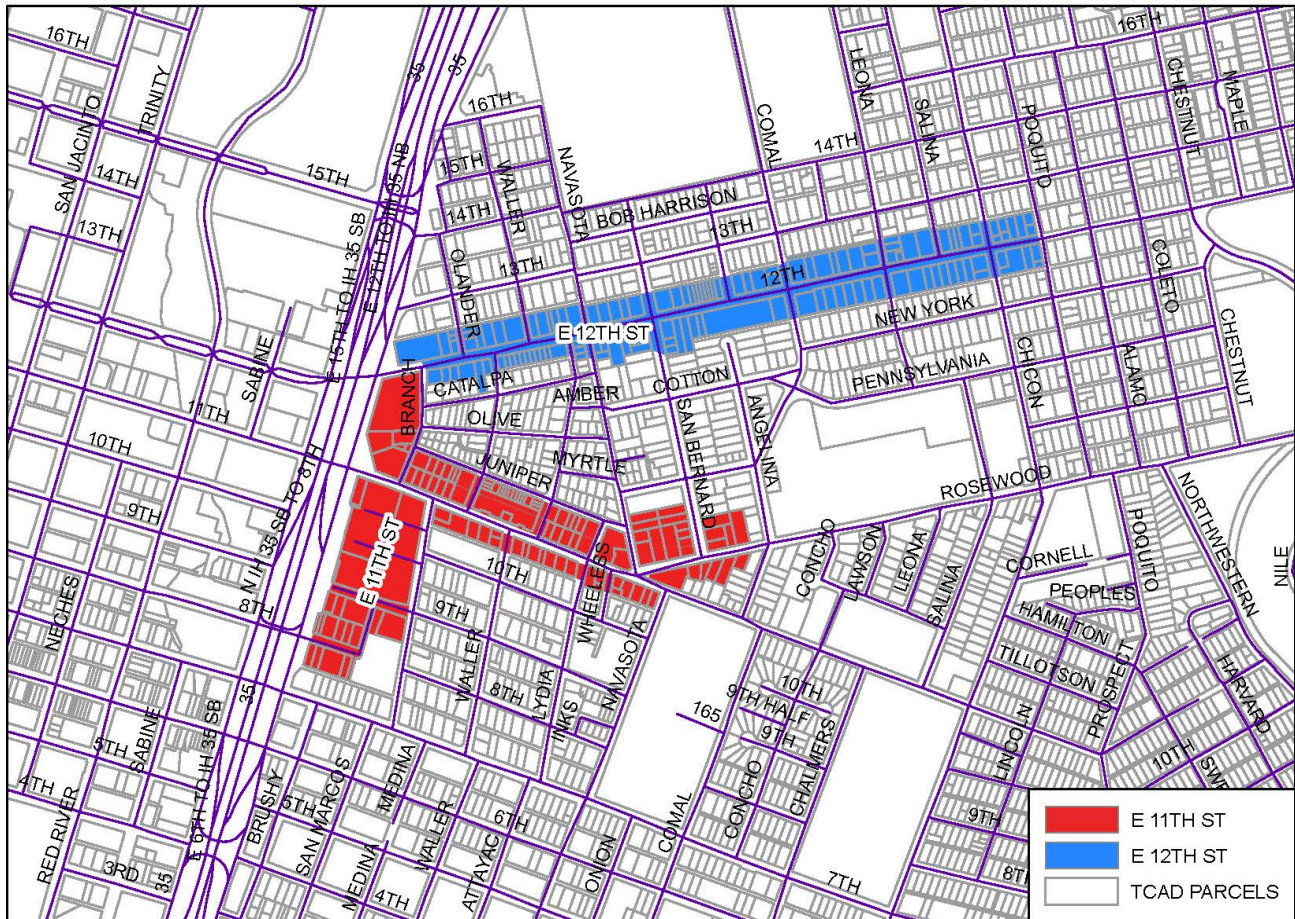 16TH
TRINITY
SAN JACINTO
14TH
13TH
15TH
35
35
E 15TH TO IH 35 SB
E 12TH TO IH 35 NB
16TH
15TH
WALLER
14TH
OLANDER
13TH
NAVASOTA
BOB HARRISON
13TH
COMAL
14TH
LEONA
SALINA
POQUITO
16TH
CHESTNUT
MAPLE
12TH
E 12TH ST
NEW YORK
COLETO
CHESTNUT
SABINE
BRANCH
CATALPA
AMBER
COTTON
PENNSYLVANIA
CHICON
ALAMO
11TH
OLIVE
SAN BERNARD
ANGELINA
10TH
JUNIPER
MYRTLE
ROSEWOOD
N IH 35 SB TO 8TH
9TH
E 11TH ST
10TH
WHEELESS
CONCHO
LAWSON
LEONA
SALINA
CORNELL
POQUITO
NORTHWESTERN
NILE
PEOPLES
HAMILTON
TILLOTSON
PROSPECT
HARVARD
NECHES
8TH
9TH
WALLER
8TH
LYDIA
INKS
NAVASOTA
10TH
9TH HALF
9TH
165
CHALMERS
CONCHO
LINCOLN
10TH
35
SABINE
5TH
4TH
E 6TH TO IH 35 SB
BRUSHY
5TH
SAN MARCOS
MEDINA
WALLER
6TH
COMAL
RED RIVER
3RD
35
MEDINA
4TH
ATTAYAC
ONION
7TH
9TH
8TH
E 11TH ST
E 12TH ST
TCAD PARCELS